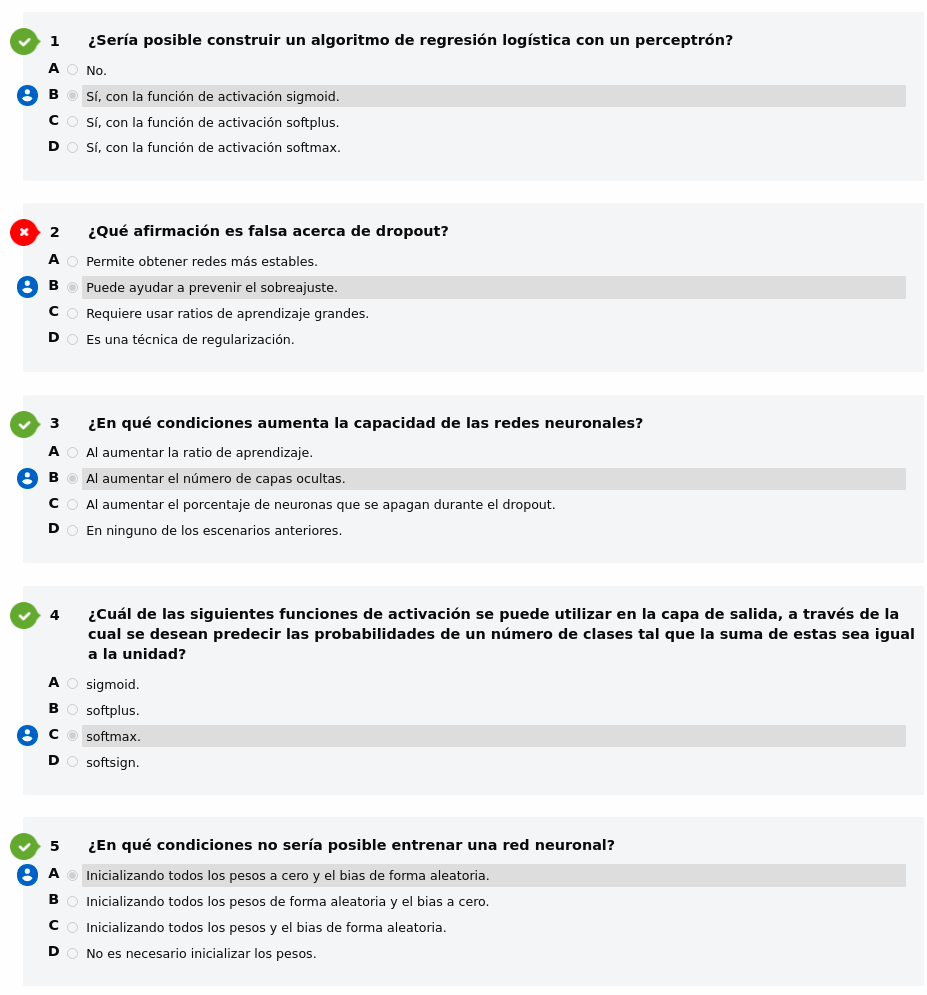 1 ¿Sería posible construir un algoritmo de regresión logística con un perceptrón?
A No.
B Sí, con la función de activación sigmoid.
C Sí, con la función de activación softplus.
D Sí, con la función de activación softmax.
2 ¿Qué afirmación es falsa acerca de dropout?
A Permite obtener redes más estables.
B Puede ayudar a prevenir el sobreajuste.
C Requiere usar ratios de aprendizaje grandes.
D Es una técnica de regularización.
3 ¿En qué condiciones aumenta la capacidad de las redes neuronales?
A Al aumentar la ratio de aprendizaje.
B Al aumentar el número de capas ocultas.
C Al aumentar el porcentaje de neuronas que se apagan durante el dropout.
D En ninguno de los escenarios anteriores.
4 ¿Cuál de las siguientes funciones de activación se puede utilizar en la capa de salida, a través de la
cual se desean predecir las probabilidades de un número de clases tal que la suma de estas sea igual
a la unidad?
A sigmoid.
B softplus.
C softmax.
D softsign.
5 ¿En qué condiciones no sería posible entrenar una red neuronal?
A Inicializando todos los pesos a cero y el bias de forma aleatoria.
B Inicializando todos los pesos de forma aleatoria y el bias a cero.
C Inicializando todos los pesos y el bias de forma aleatoria.
D No es necesario inicializar los pesos.